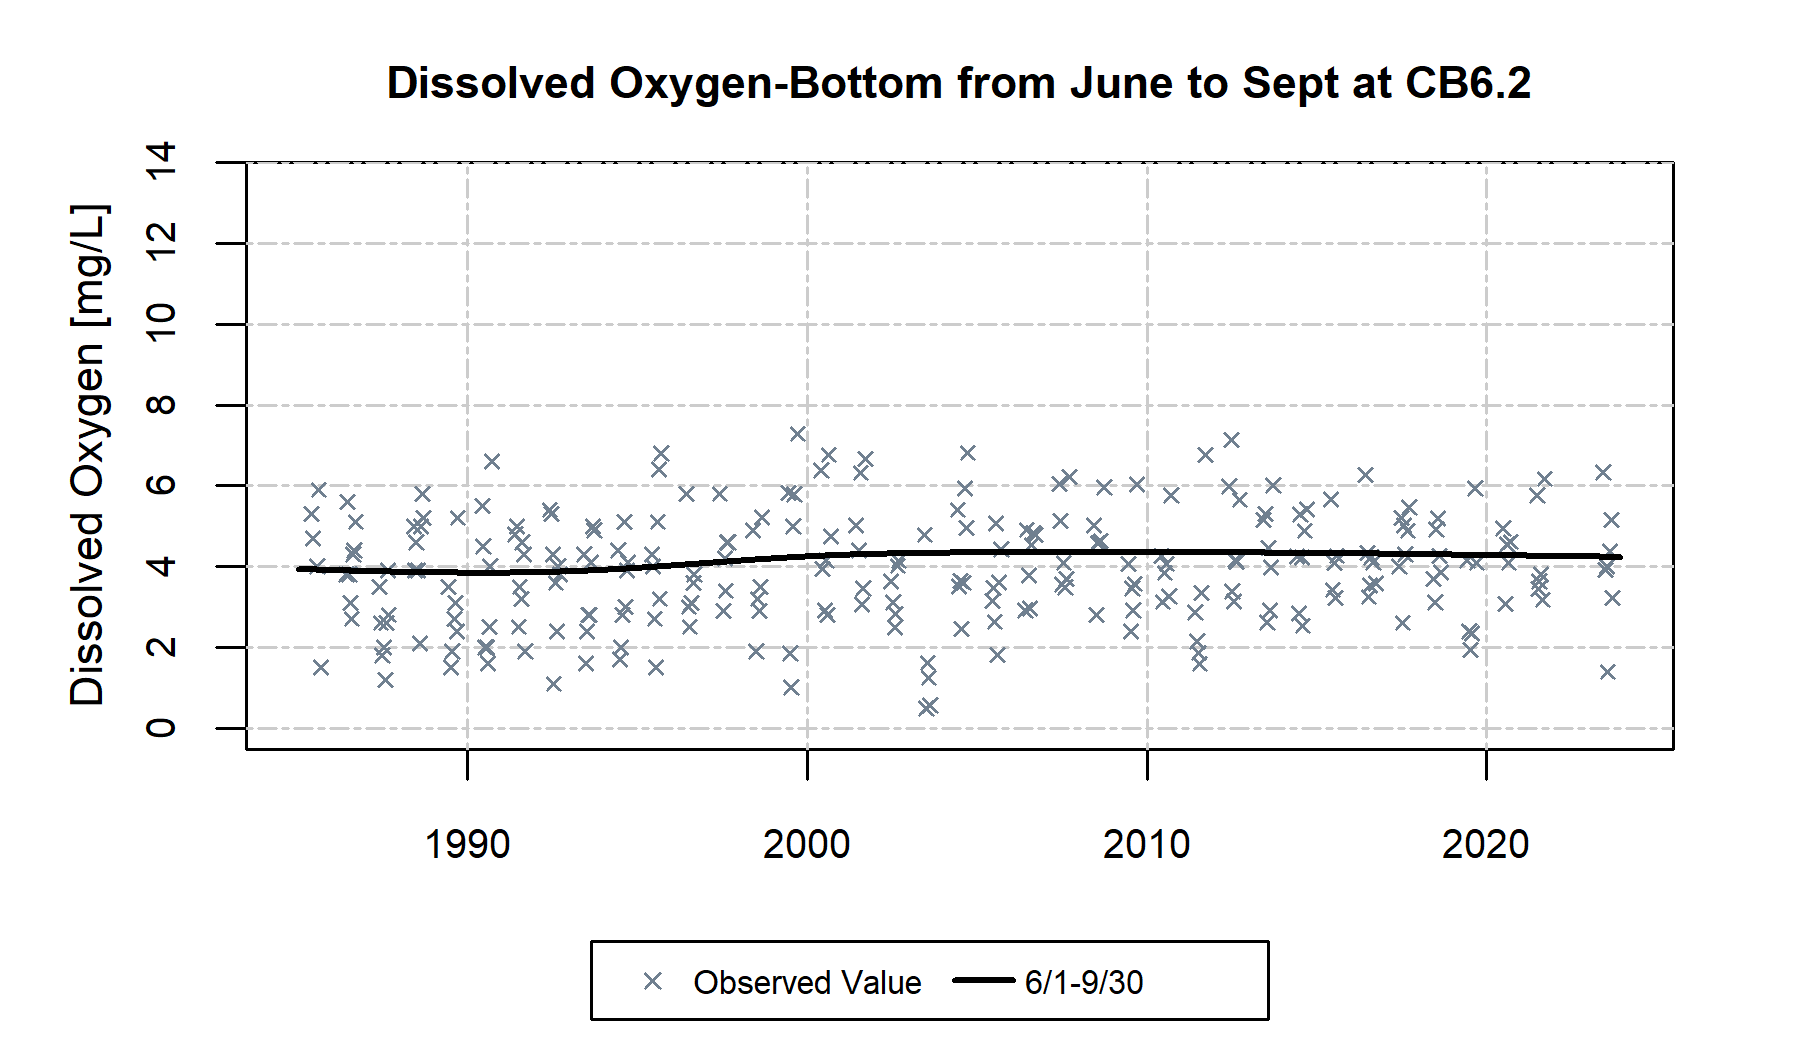 Dissolved Oxygen-Bottom from June to Sept at CB6.2
Dissolved Oxygen [mg/L]
14
12
10
8
6
4
2
0
1990 2000 2010 2020
Observed Value 6/1-9/30